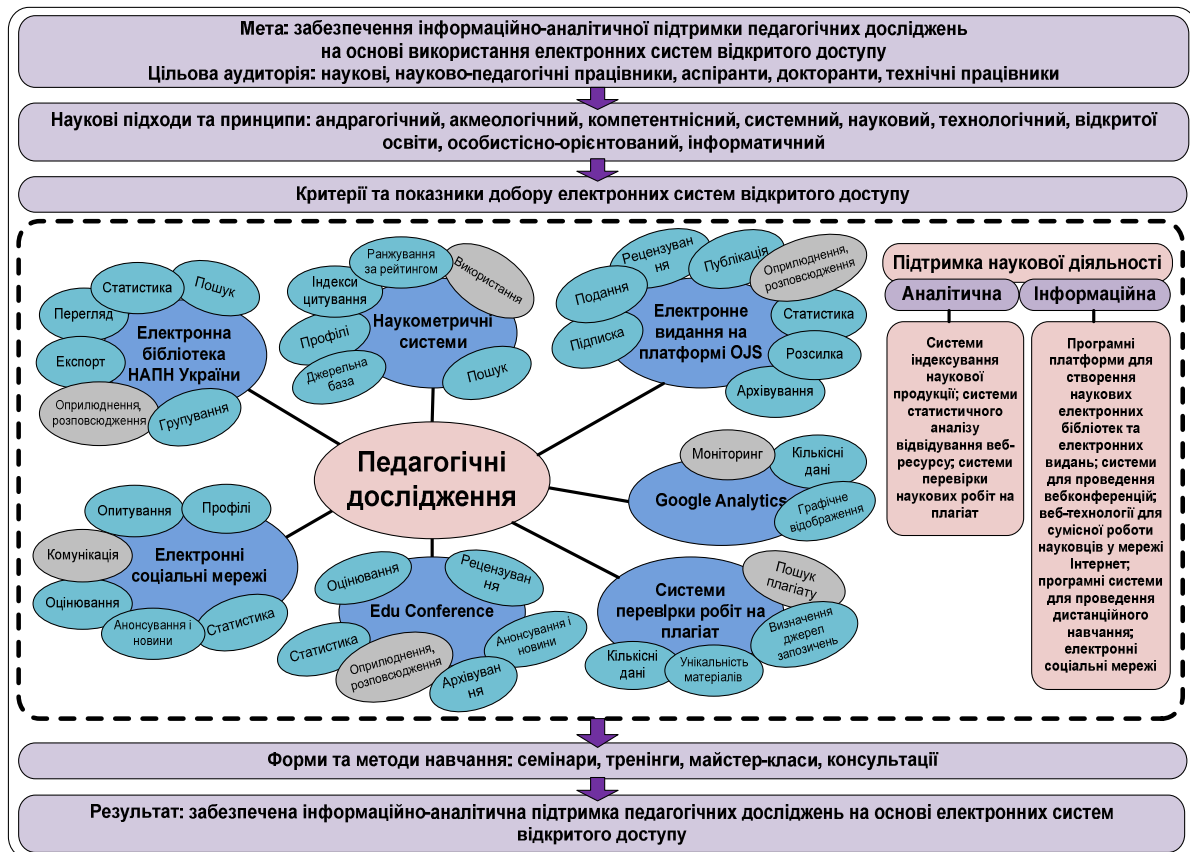 Мета: забезпечення інформаційно-аналітичної підтримки педагогічних досліджень
на основі використання електронних систем відкритого доступу
Цільова аудиторія: наукові, науково-педагогічні працівники, аспіранти, докторанти, технічні працівники
Наукові підходи та принципи: андрагогічний, акмеологічний, компетентнісний, системний, науковий, технологічний, відкритої
освіти, особистісно-орієнтований, інформатичний
Критерії та показники добору електронних систем відкритого доступу
Статистика
Пошук
Перегляд
Експорт
Оприлюднення,
розповсюдження
Групування
Електронна
бібліотека
НАПН України
Ранжування
за рейтингом
Використання
Індекси
цитування
Профілі
Джерельна
база
Пошук
Наукометричні
системи
Рецензуван
ня
Публікація
Оприлюднення,
розповсюдження
Подання
Підписка
Статистика
Розсилка
Архівування
Електронне
видання на
платформі OJS
Підтримка наукової діяльності
Аналітична
Інформаційна
Системи
індексування
наукової
продукції; системи
статистичного
аналізу
відвідування веб-
ресурсу; системи
перевірки
наукових робіт на
плагіат
Програмні
платформи для
створення
наукових
електронних
бібліотек та
електронних
видань; системи
для проведення
вебконференцій;
веб-технології для
сумісної роботи
науковців у мережі
Інтернет;
програмні системи
для проведення
дистанційного
навчання;
електронні
соціальні мережі
Педагогічні
дослідження
Моніторинг
Кількісні
дані
Графічне
відображення
Google Analytics
Опитування
Профілі
Комунікація
Оцінювання
Анонсування і
новини
Статистика
Електронні
соціальні мережі
Оцінювання
Рецензуван
ня
Edu Conference
Статистика
Оприлюднення,
розповсюдження
Архівуван
ня
Анонсування і
новини
Системи
перевірки робіт на
плагіат
Пошук
плагіату
Визначення
джерел
запозичень
Кількісні
дані
Унікальність
матеріалів
Форми та методи навчання: семінари, тренінги, майстер-класи, консультації
Результат: забезпечена інформаційно-аналітична підтримка педагогічних досліджень на основі електронних систем
відкритого доступу